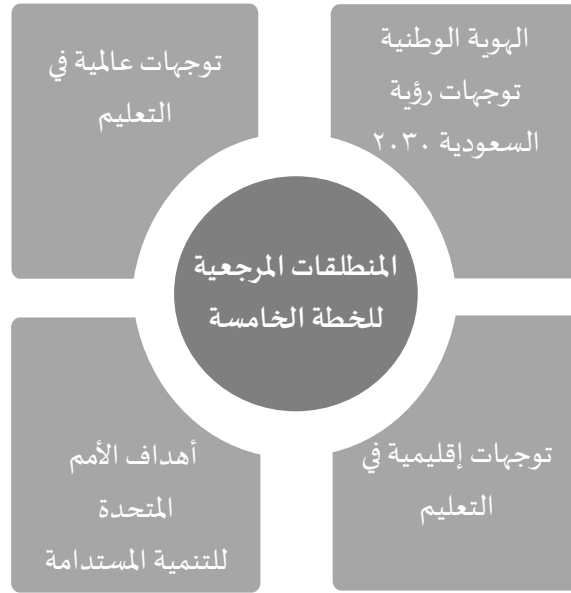 الهوية الوطنية
توجهات رؤية
السعودية ٢٠٣٠
توجهات عالمية في
التعليم
المنطلقات المرجعية
للخطة الخامسة
توجهات إقليمية في
التعليم
أهداف الأمم
المتحدة
للتنمية المستدامة